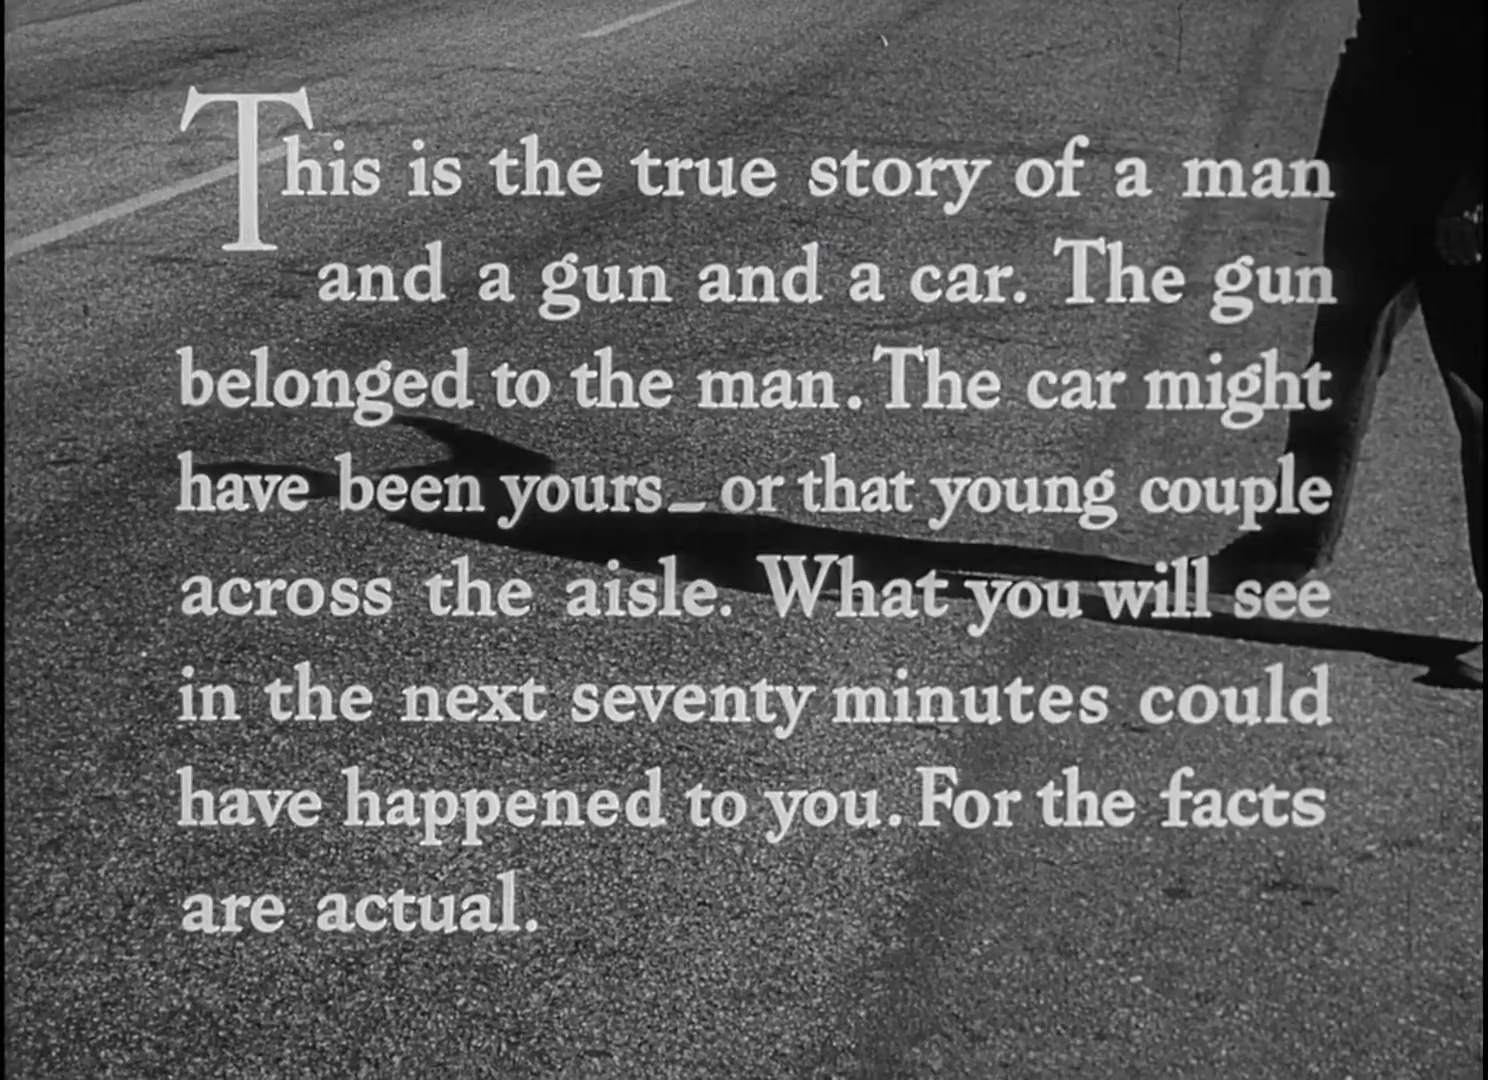 This is the true story of a man
and a gun and a car. The gun
belonged to the man. The car might
have been yours_or that young couple
across the aisle. What you will see
in the next seventy minutes could
have happened to you. For the facts
are actual.